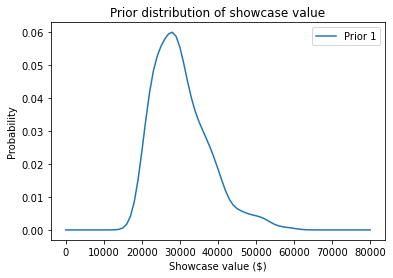 Prior distribution of showcase value
Prior 1
Probability
0.06
0.05
0.04
0.03
0.02
0.01
0.00
0 10000 20000 30000 40000 50000 60000 70000 80000
Showcase value ($)